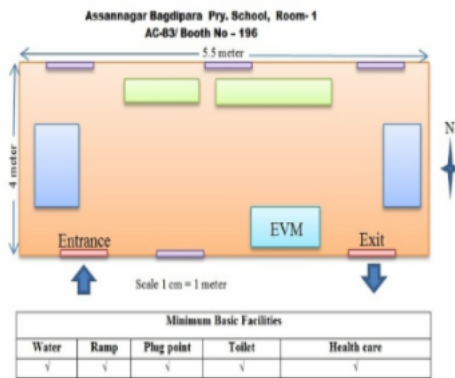 Assannagar Bagdipara Pry. School, Room- 1
AC-83/ Booth No – 196
5.5 meter
4 meter
N
EVM
Entrance
Exit
Scale 1 cm = 1 meter
Minimum Basic Facilities
Water Ramp Plug point Toilet Health care
√ √ √ √ √